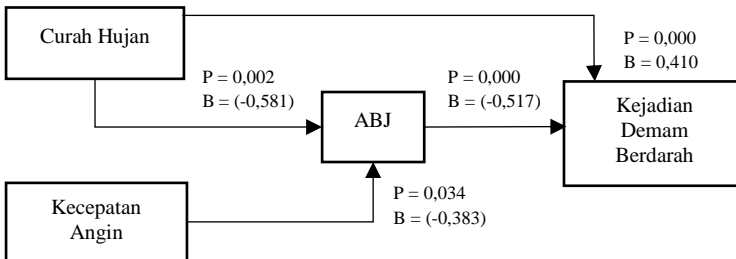 Curah Hujan
P = 0,000
B = 0,410
P = 0,002
B = (-0,581)
P = 0,000
B = (-0,517)
ABJ
Kejadian
Demam
Berdarah
P = 0,034
B = (-0,383)
Kecepatan
Angin